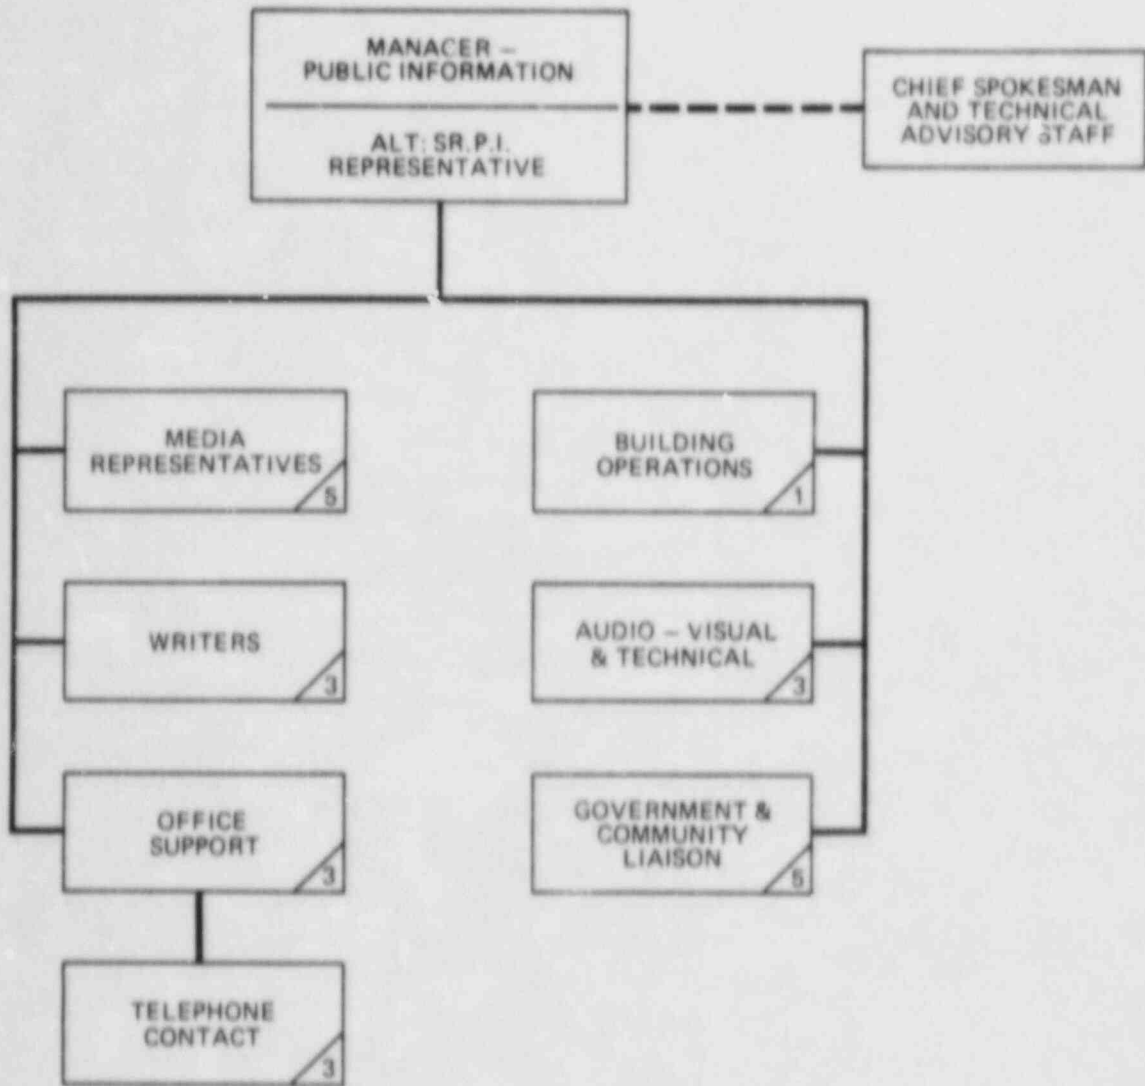 MANACER –
PUBLIC INFORMATION
ALT: SR.P.I.
REPRESENTATIVE
CHIEF SPOKESMAN
AND TECHNICAL
ADVISORY STAFF
MEDIA
REPRESENTATIVES
5
BUILDING
OPERATIONS
1
WRITERS
3
AUDIO – VISUAL
& TECHNICAL
3
OFFICE
SUPPORT
3
GOVERNMENT &
COMMUNITY
LIAISON
5
TELEPHONE
CONTACT
3